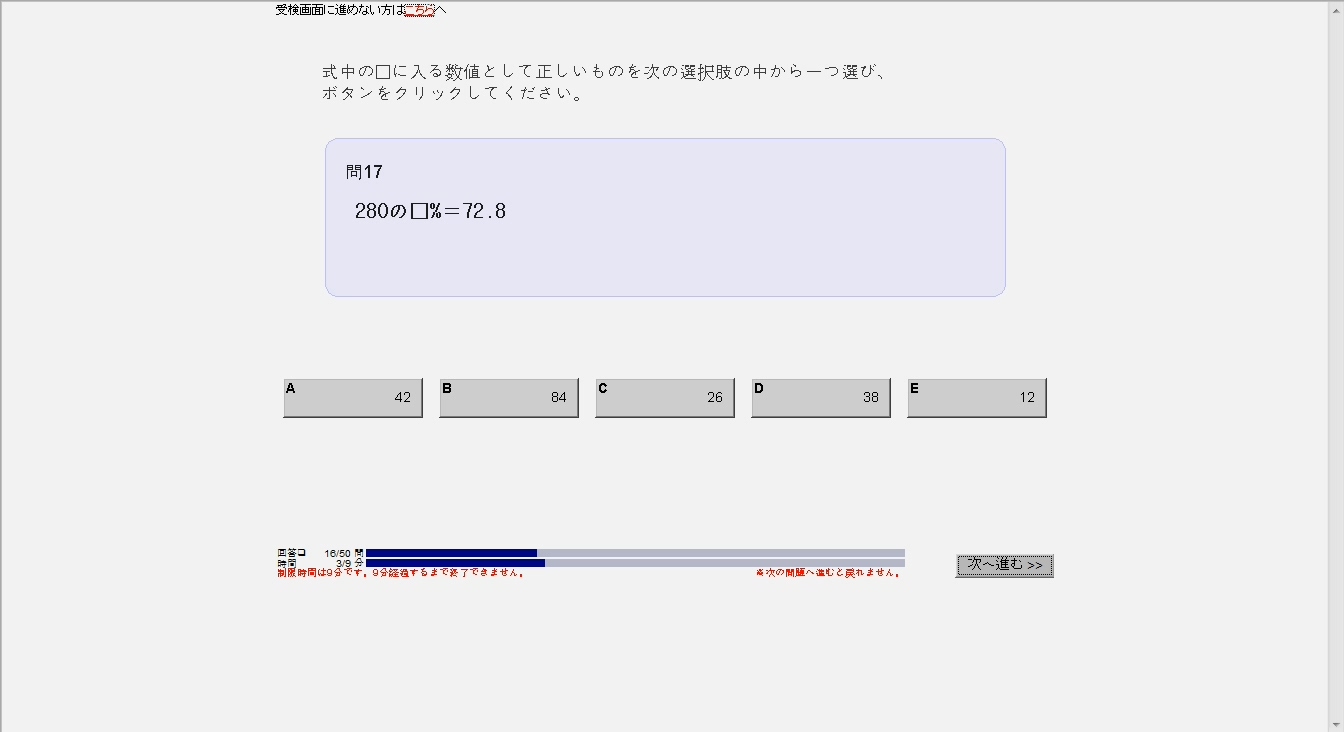 受検画面に進めない方はこちらへ
式中の□に入る数値として正しいものを次の選択肢の中から一つ選び、
ボタンをクリックしてください。
問17
280の□%＝72.8
A 42
B 84
C 26
D 38
E 12
回答□ 16/50 問
時間 3/9 分
制限時間は9分です。9分経過するまで終了できません。
※次の問題へ進むと戻れません。
次へ進む >>